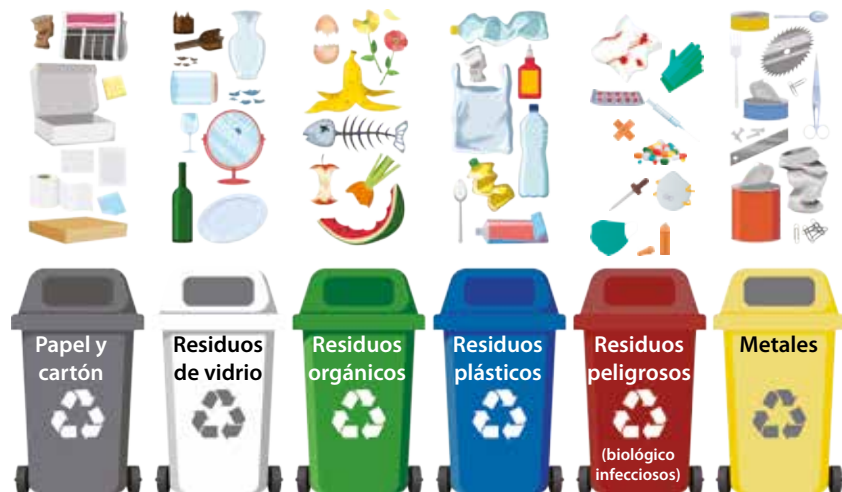 Papel y
cartón
Residuos
de vidrio
Residuos
orgánicos
Residuos
plásticos
Residuos
peligrosos
(biológico
infecciosos)
Metales